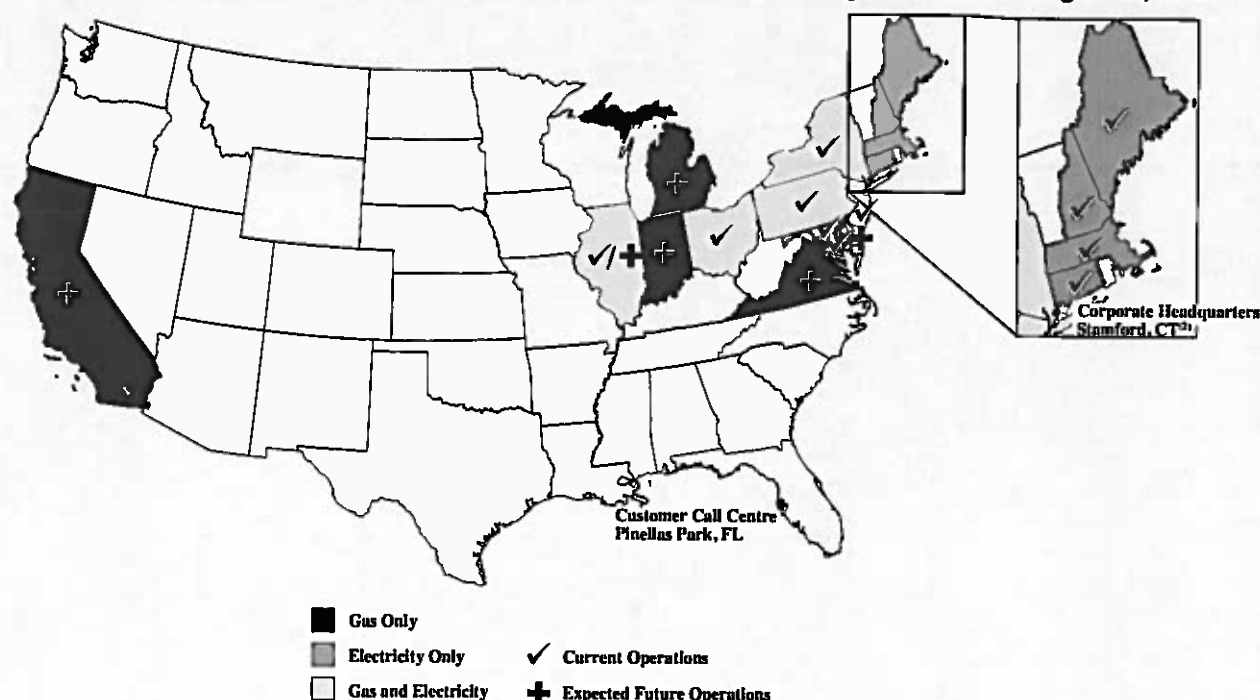 Corporate Headquarters
Stamford, CT
Customer Call Centre
Pinellas Park, FL
Gas Only
Electricity Only
Current Operations
Gas and Electricity
Expected Future Operations